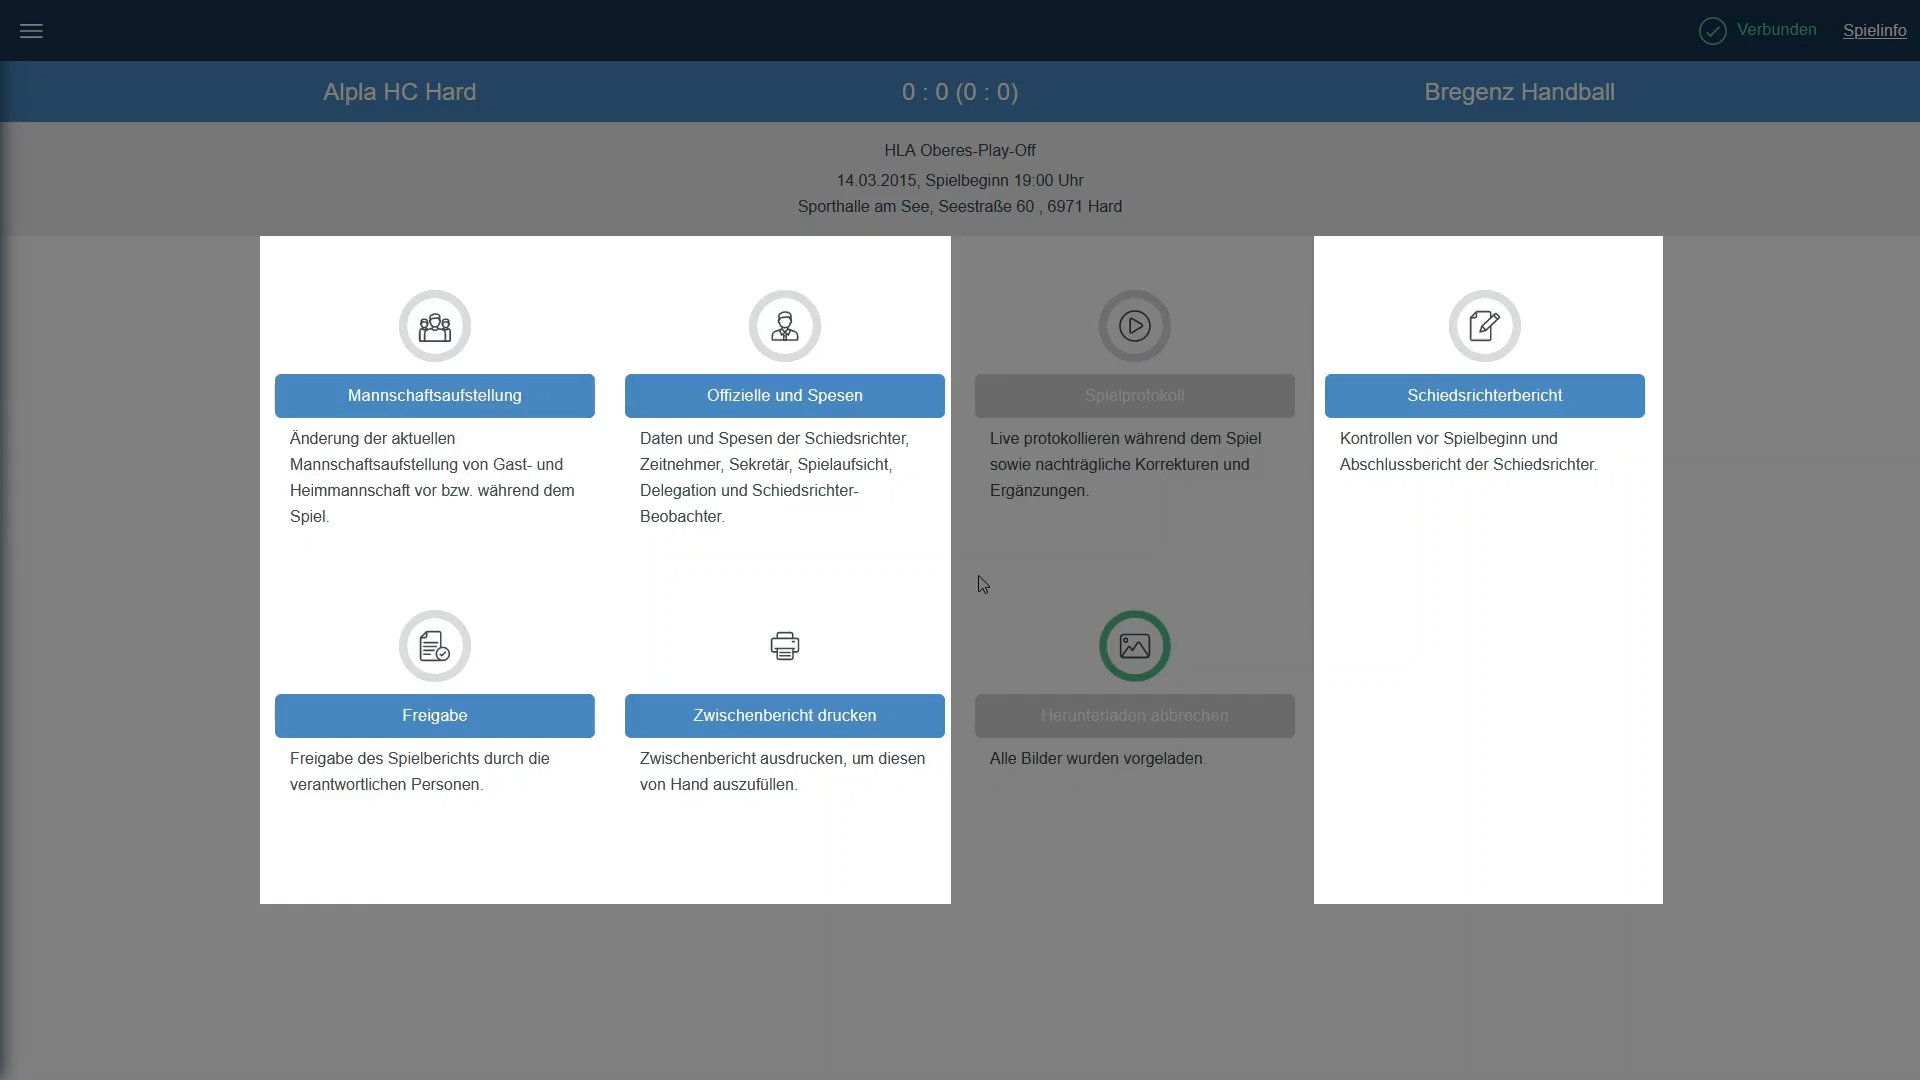 Verbunden
Spielinfo
Alpla HC Hard
0 : 0 (0 : 0)
Bregenz Handball
HLA Oberes-Play-Off
14.03.2015, Spielbeginn 19:00 Uhr
Sporthalle am See, Seestraße 60 , 6971 Hard
Mannschaftsaufstellung
Änderung der aktuellen
Mannschaftsaufstellung von Gast- und
Heimmannschaft vor bzw. während dem
Spiel.
Offizielle und Spesen
Daten und Spesen der Schiedsrichter,
Zeitnehmer, Sekretär, Spielaufsicht,
Delegation und Schiedsrichter-
Beobachter.
Spielprotokoll
Live protokollieren während dem Spiel
sowie nachträgliche Korrekturen und
Ergänzungen.
Schiedsrichterbericht
Kontrollen vor Spielbeginn und
Abschlussbericht der Schiedsrichter.
Freigabe
Freigabe des Spielberichts durch die
verantwortlichen Personen.
Zwischenbericht drucken
Zwischenbericht ausdrucken, um diesen
von Hand auszufüllen.
Herunterladen abbrechen
Alle Bilder wurden vorgeladen.